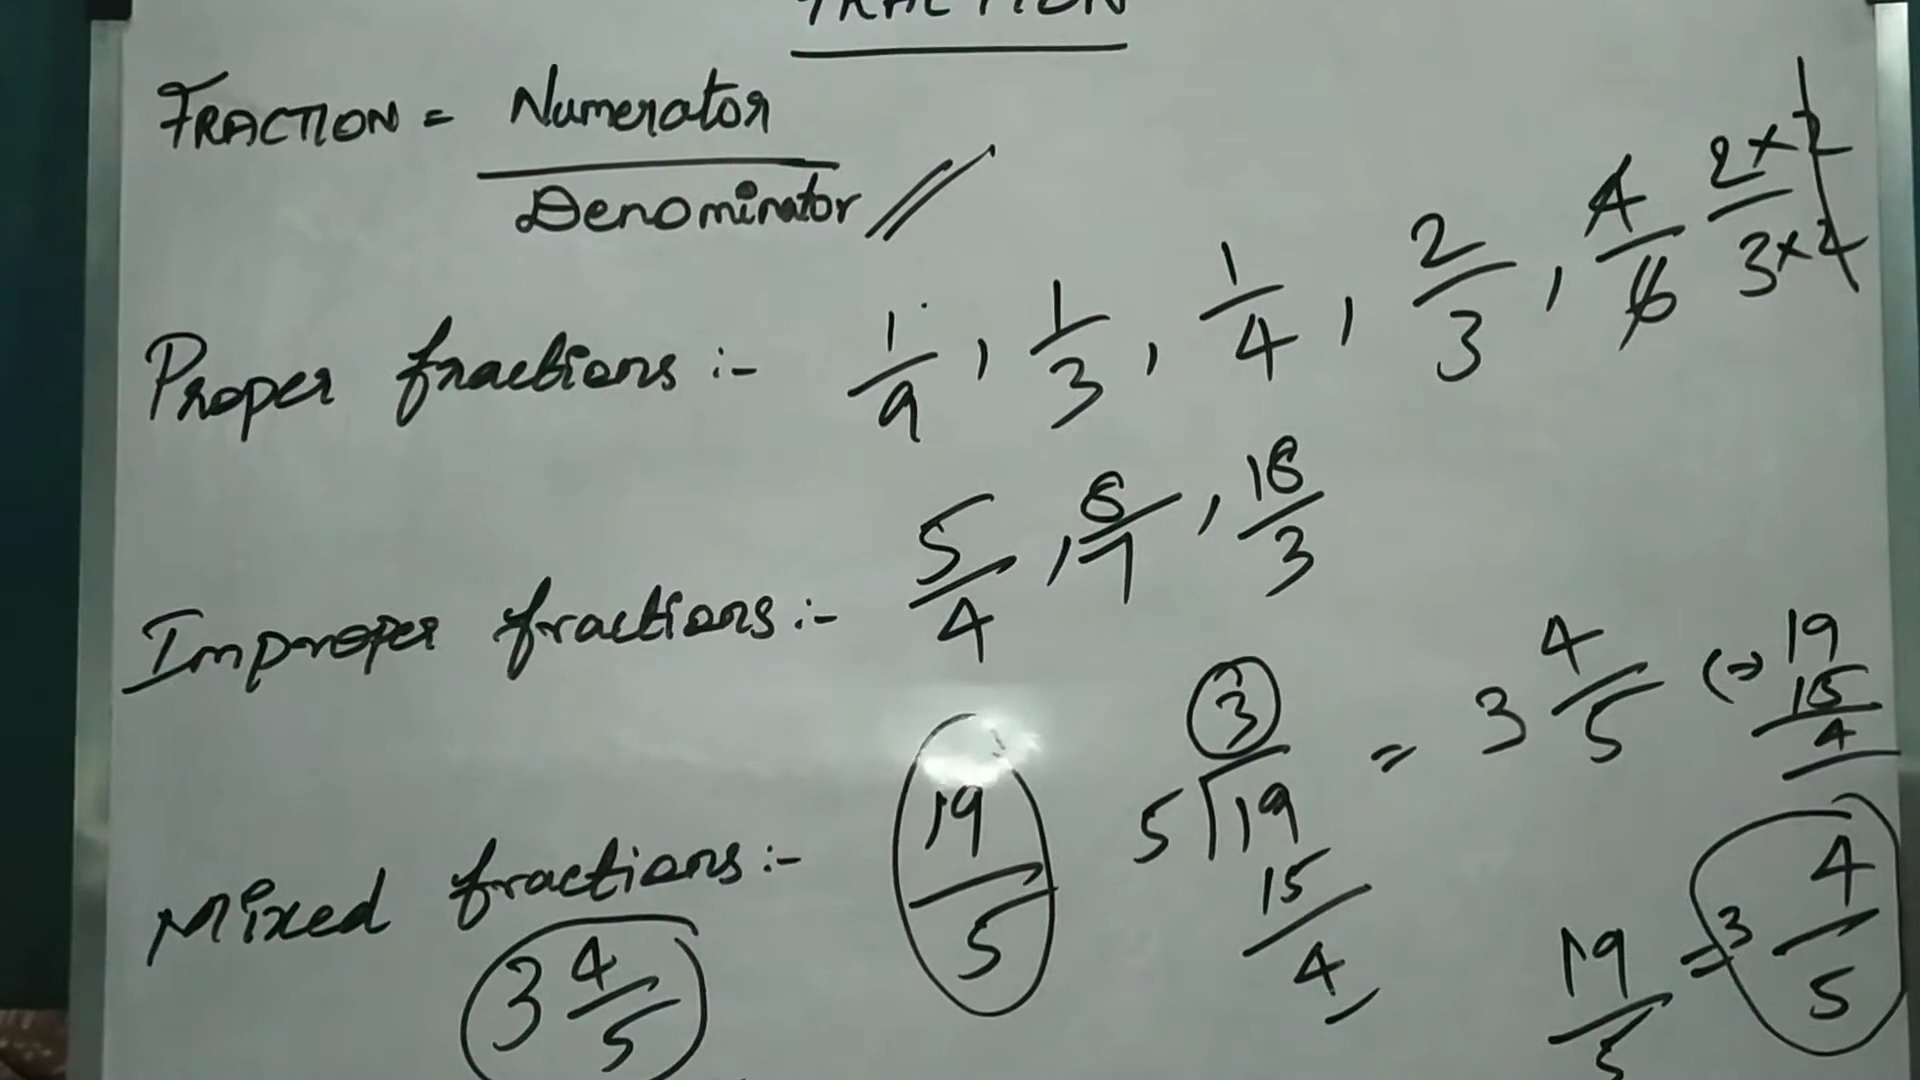 FRACTION
FRACTION = Numerator / Denominator //
Proper fractions :- 1/9 , 1/3 , 1/4 , 2/3 , 4/6 2×2 / 3×2
Improper fractions :- 5/4 , 8/7 , 18/3
Mixed fractions :- 19/5 5)19 3 15 4 = 3 4/5 (→ 19 15 4
3 4/5 19/5 = 3 4/5